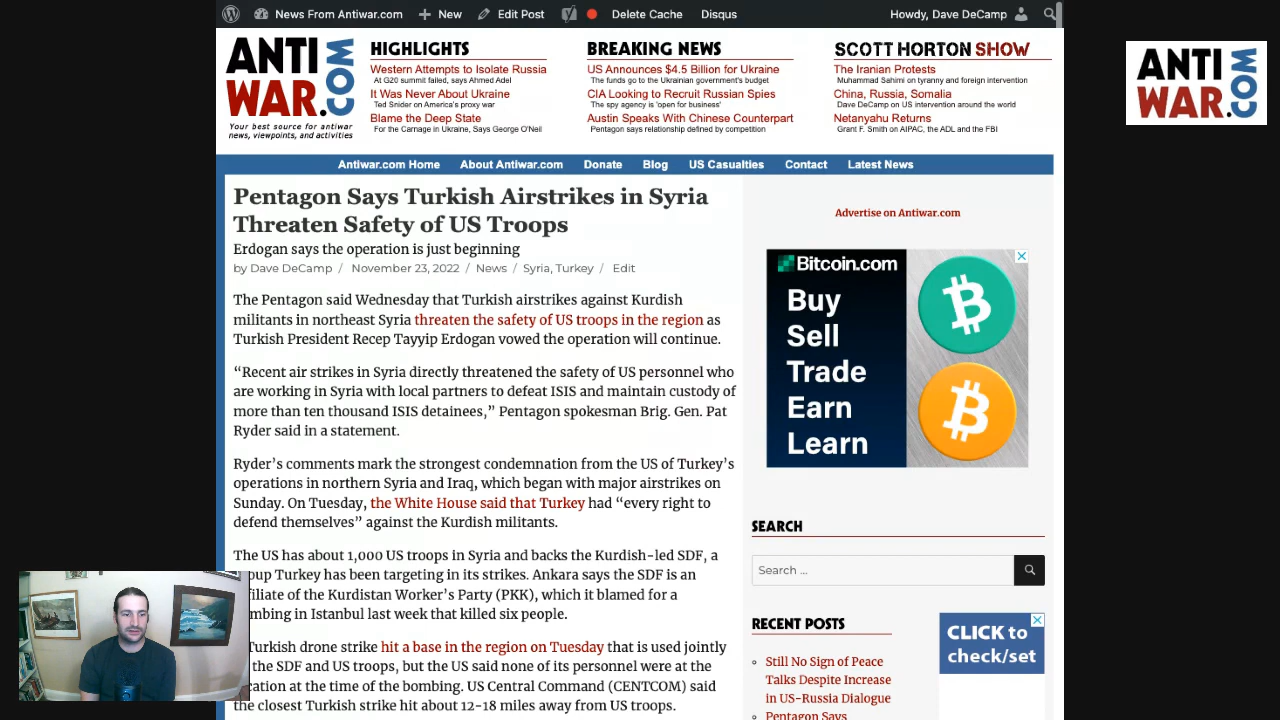 News From Antiwar.com
New
Edit Post
Delete Cache
Disqus
Howdy, Dave DeCamp
ANTI
WAR.COM
Your best source for antiwar
news, viewpoints, and activities
HIGHLIGHTS
Western Attempts to Isolate Russia
At G20 summit failed, says Ahmed Adel
It Was Never About Ukraine
Ted Snider on America's proxy war
Blame the Deep State
For the Carnage in Ukraine, Says George O'Neil
BREAKING NEWS
US Announces $4.5 Billion for Ukraine
The funds go to the Ukrainian government's budget
CIA Looking to Recruit Russian Spies
The spy agency is 'open for business'
Austin Speaks With Chinese Counterpart
Pentagon says relationship defined by competition
SCOTT HORTON SHOW
The Iranian Protests
Muhammad Sahimi on tyranny and foreign intervention
China, Russia, Somalia
Dave DeCamp on US intervention around the world
Netanyahu Returns
Grant F. Smith on AIPAC, the ADL and the FBI
ANTI
WAR.COM
Antiwar.com Home
About Antiwar.com
Donate
Blog
US Casualties
Contact
Latest News
Pentagon Says Turkish Airstrikes in Syria
Threaten Safety of US Troops
Erdogan says the operation is just beginning
by Dave DeCamp / November 23, 2022 / News / Syria, Turkey / Edit
The Pentagon said Wednesday that Turkish airstrikes against Kurdish
militants in northeast Syria threaten the safety of US troops in the region as
Turkish President Recep Tayyip Erdogan vowed the operation will continue.
“Recent air strikes in Syria directly threatened the safety of US personnel who
are working in Syria with local partners to defeat ISIS and maintain custody of
more than ten thousand ISIS detainees,” Pentagon spokesman Brig. Gen. Pat
Ryder said in a statement.
Ryder’s comments mark the strongest condemnation from the US of Turkey’s
operations in northern Syria and Iraq, which began with major airstrikes on
Sunday. On Tuesday, the White House said that Turkey had “every right to
defend themselves” against the Kurdish militants.
The US has about 1,000 US troops in Syria and backs the Kurdish-led SDF, a
Turkey has been targeting in its strikes. Ankara says the SDF is an
of the Kurdistan Worker’s Party (PKK), which it blamed for a
in Istanbul last week that killed six people.
Turkish drone strike hit a base in the region on Tuesday that is used jointly
the SDF and US troops, but the US said none of its personnel were at the
at the time of the bombing. US Central Command (CENTCOM) said
the closest Turkish strike hit about 12-18 miles away from US troops.
Advertise on Antiwar.com
Bitcoin.com
Buy
Sell
Trade
Earn
Learn
SEARCH
Search ...
RECENT POSTS
Still No Sign of Peace
Talks Despite Increase
in US-Russia Dialogue
Pentagon Says
CLICK to
check/set